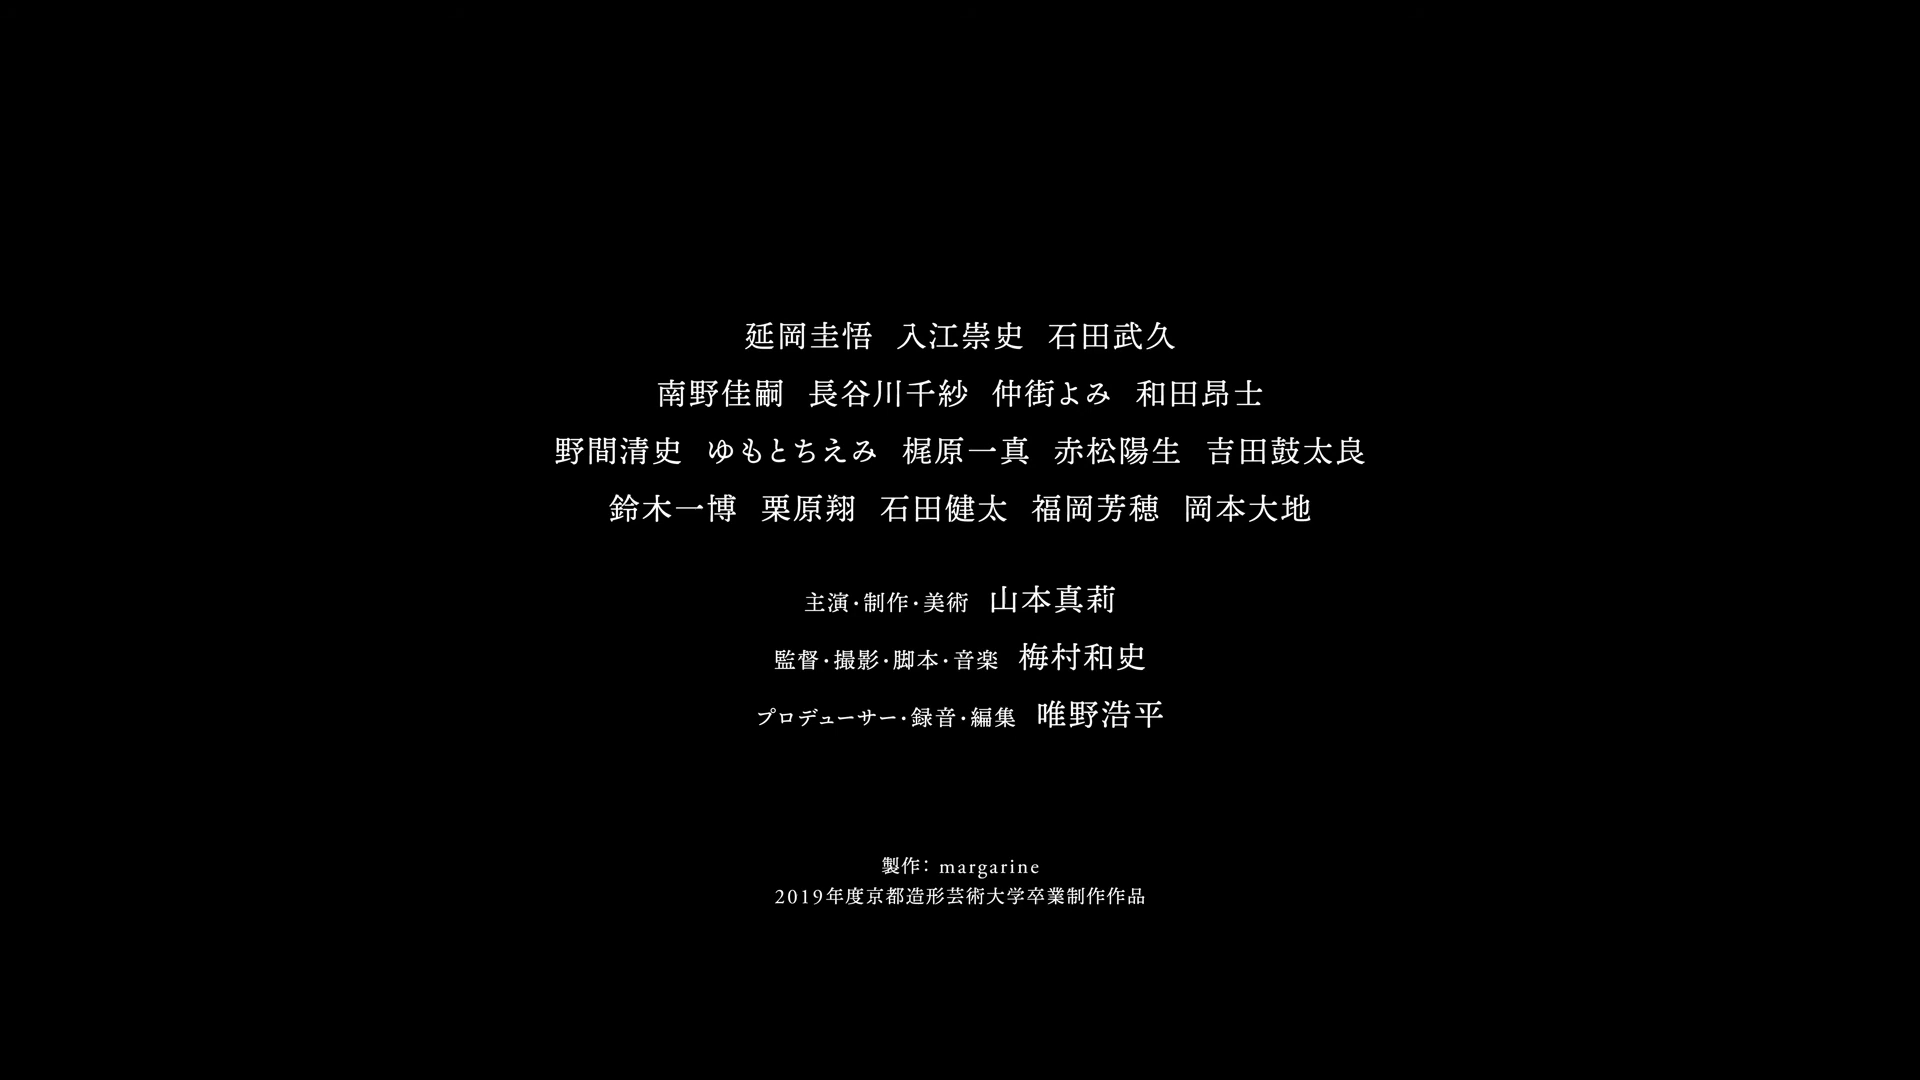 延岡圭悟 入江崇史 石田武久
南野佳嗣 長谷川千紗 仲街よみ 和田昂士
野間清史 ゆもとちえみ 梶原一真 赤松陽生 吉田鼓太良
鈴木一博 栗原翔 石田健太 福岡芳穂 岡本大地
主演・制作・美術 山本真莉
監督・撮影・脚本・音楽 梅村和史
プロデューサー・録音・編集 唯野浩平
製作: margarine
2019年度京都造形芸術大学卒業制作作品